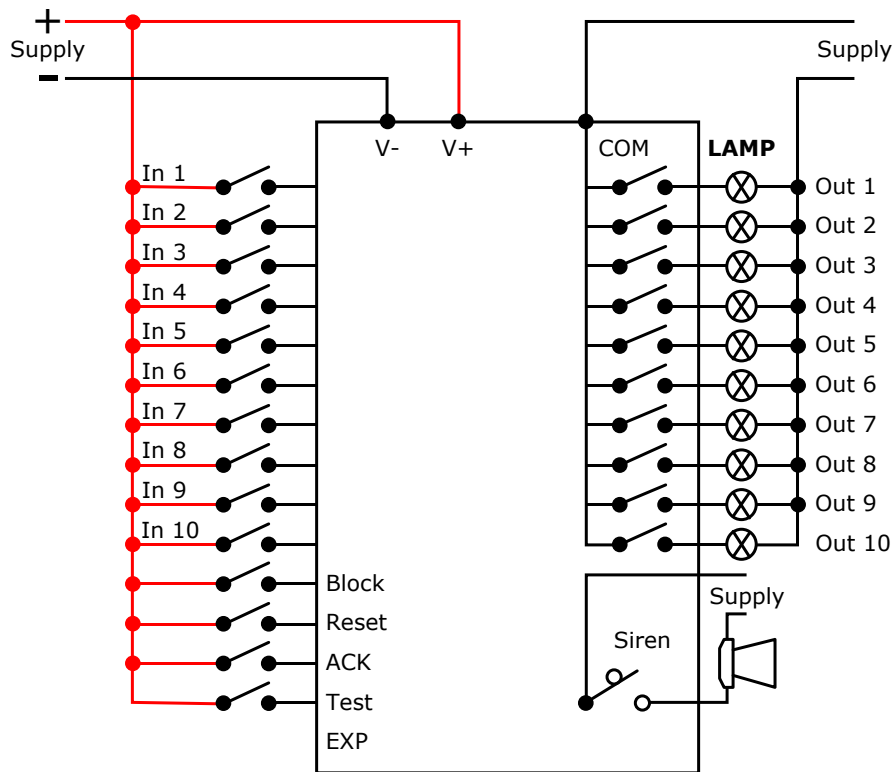 +
Supply
-
Supply
V-
V+
COM
LAMP
In 1
Out 1
In 2
Out 2
In 3
Out 3
In 4
Out 4
In 5
Out 5
In 6
Out 6
In 7
Out 7
In 8
Out 8
In 9
Out 9
In 10
Out 10
Block
Supply
Reset
Siren
ACK
Test
EXP